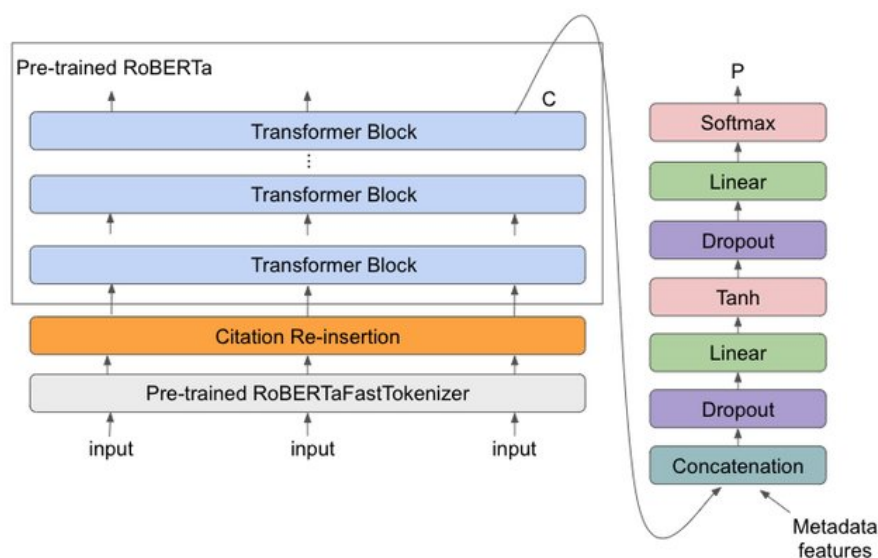 Pre-trained RoBERTa
C
Transformer Block
⋮
Transformer Block
Transformer Block
Citation Re-insertion
Pre-trained RoBERTaFastTokenizer
input input input
P
Softmax
Linear
Dropout
Tanh
Linear
Dropout
Concatenation
Metadata
features